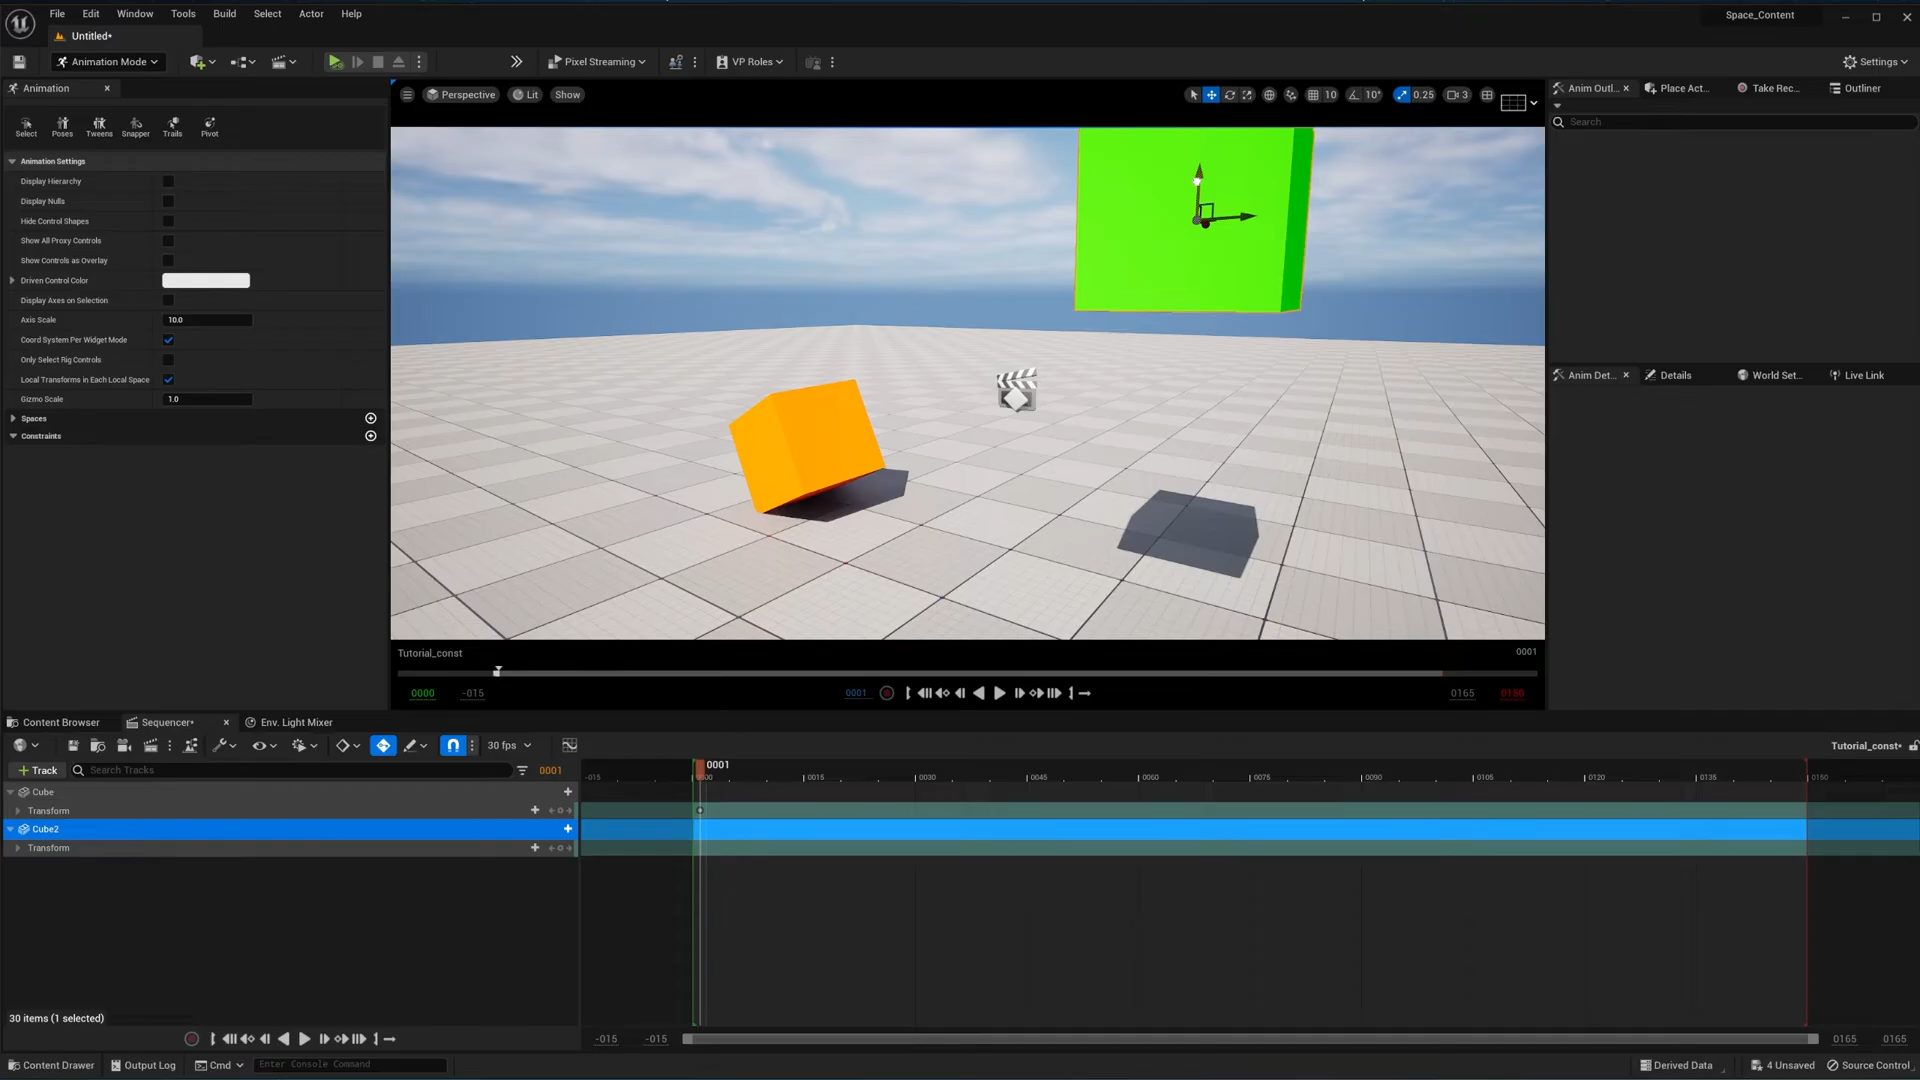 File Edit Window Tools Build Select Actor Help
Space_Content
Untitled*
Animation Mode
Pixel Streaming
VP Roles
Settings
Animation
Perspective
Lit
Show
10
10°
0.25
3
Anim Outl...
Place Act...
Take Rec...
Outliner
Search
Select
Poses
Tweens
Snapper
Trails
Pivot
Animation Settings
Display Hierarchy
Display Nulls
Hide Control Shapes
Show All Proxy Controls
Show Controls as Overlay
Driven Control Color
Display Axes on Selection
Axis Scale 10.0
Coord System Per Widget Mode
Only Select Rig Controls
Local Transforms in Each Local Space
Gizmo Scale 1.0
Spaces
Constraints
Anim Det...
Details
World Set...
Live Link
Tutorial_const
0001
0000 -015 0001 0165 0150
Content Browser
Sequencer*
Env. Light Mixer
30 fps
Tutorial_const*
Track
Search Tracks
0001
0001
-015 0000 0015 0030 0045 0060 0075 0090 0105 0120 0135 0150
Cube
Transform
Cube2
Transform
30 items (1 selected)
-015 -015 0165 0165
Content Drawer
Output Log
Cmd
Enter Console Command
Derived Data
4 Unsaved
Source Control